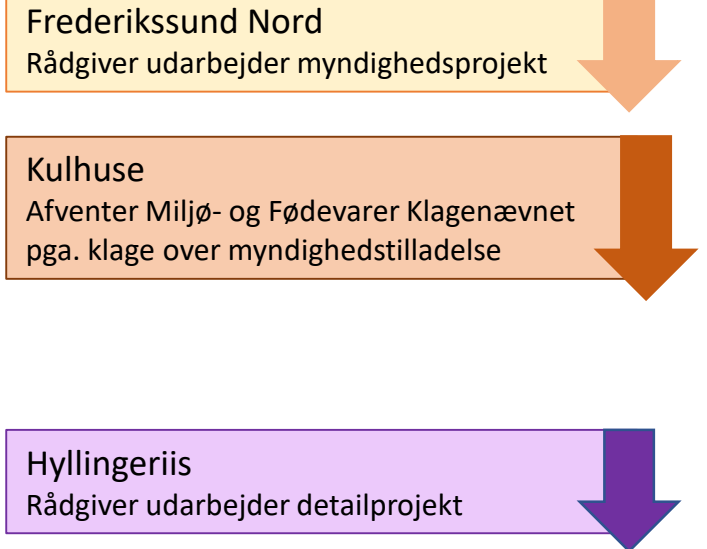 Frederikssund Nord
Rådgiver udarbejder myndighedsprojekt
Kulhuse
Afventer Miljø- og Fødevarer Klagenævnet
pga. klage over myndighedstilladelse
Hyllingeriis
Rådgiver udarbejder detailprojekt